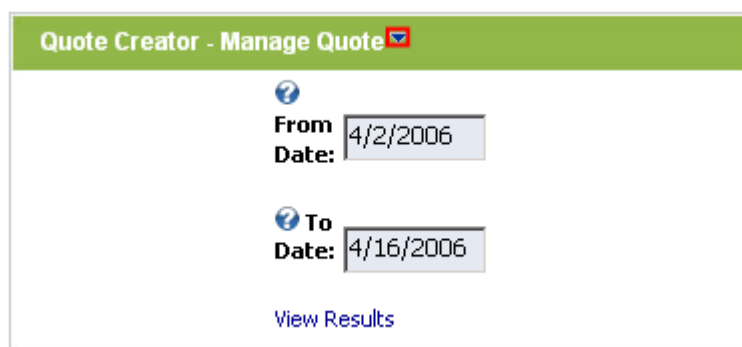 Quote Creator - Manage Quote
From
Date: 4/2/2006
To
Date: 4/16/2006
View Results